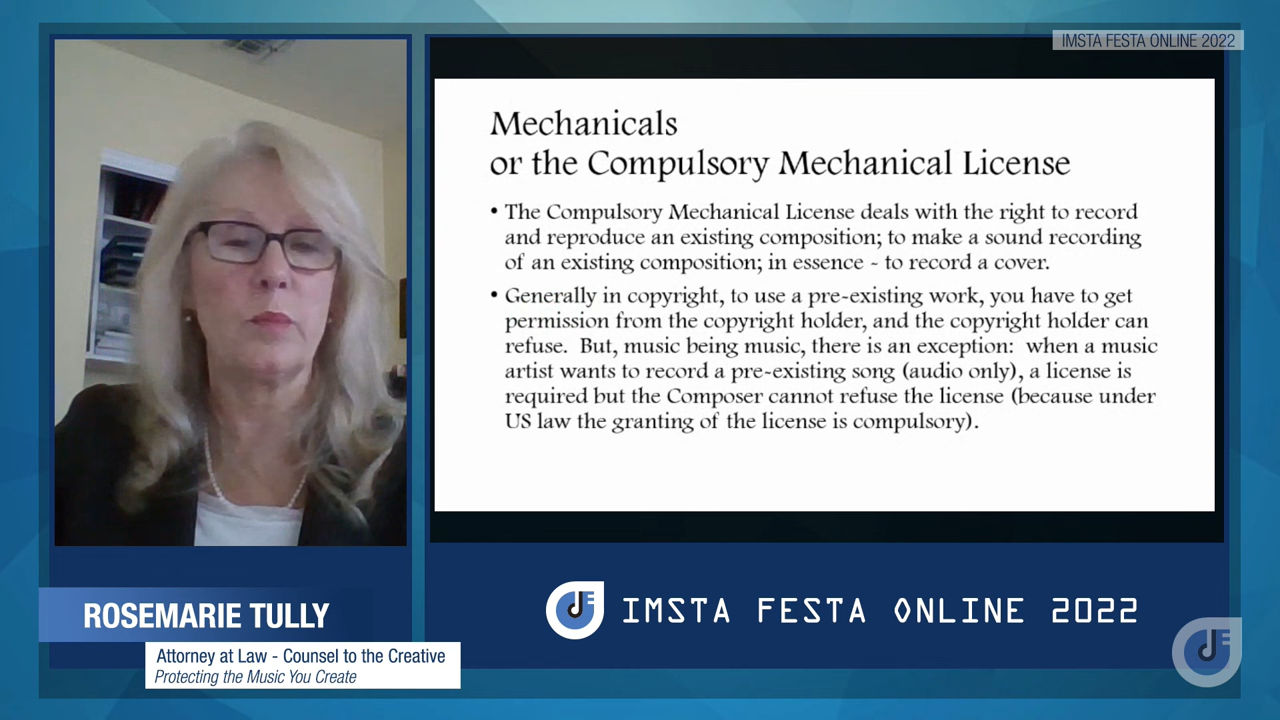 IMSTA FESTA ONLINE 2022
Mechanicals
or the Compulsory Mechanical License
• The Compulsory Mechanical License deals with the right to record
and reproduce an existing composition; to make a sound recording
of an existing composition; in essence - to record a cover.
• Generally in copyright, to use a pre-existing work, you have to get
permission from the copyright holder, and the copyright holder can
refuse. But, music being music, there is an exception: when a music
artist wants to record a pre-existing song (audio only), a license is
required but the Composer cannot refuse the license (because under
US law the granting of the license is compulsory).
ROSEMARIE TULLY
Attorney at Law - Counsel to the Creative
Protecting the Music You Create
IMSTA FESTA ONLINE 2022